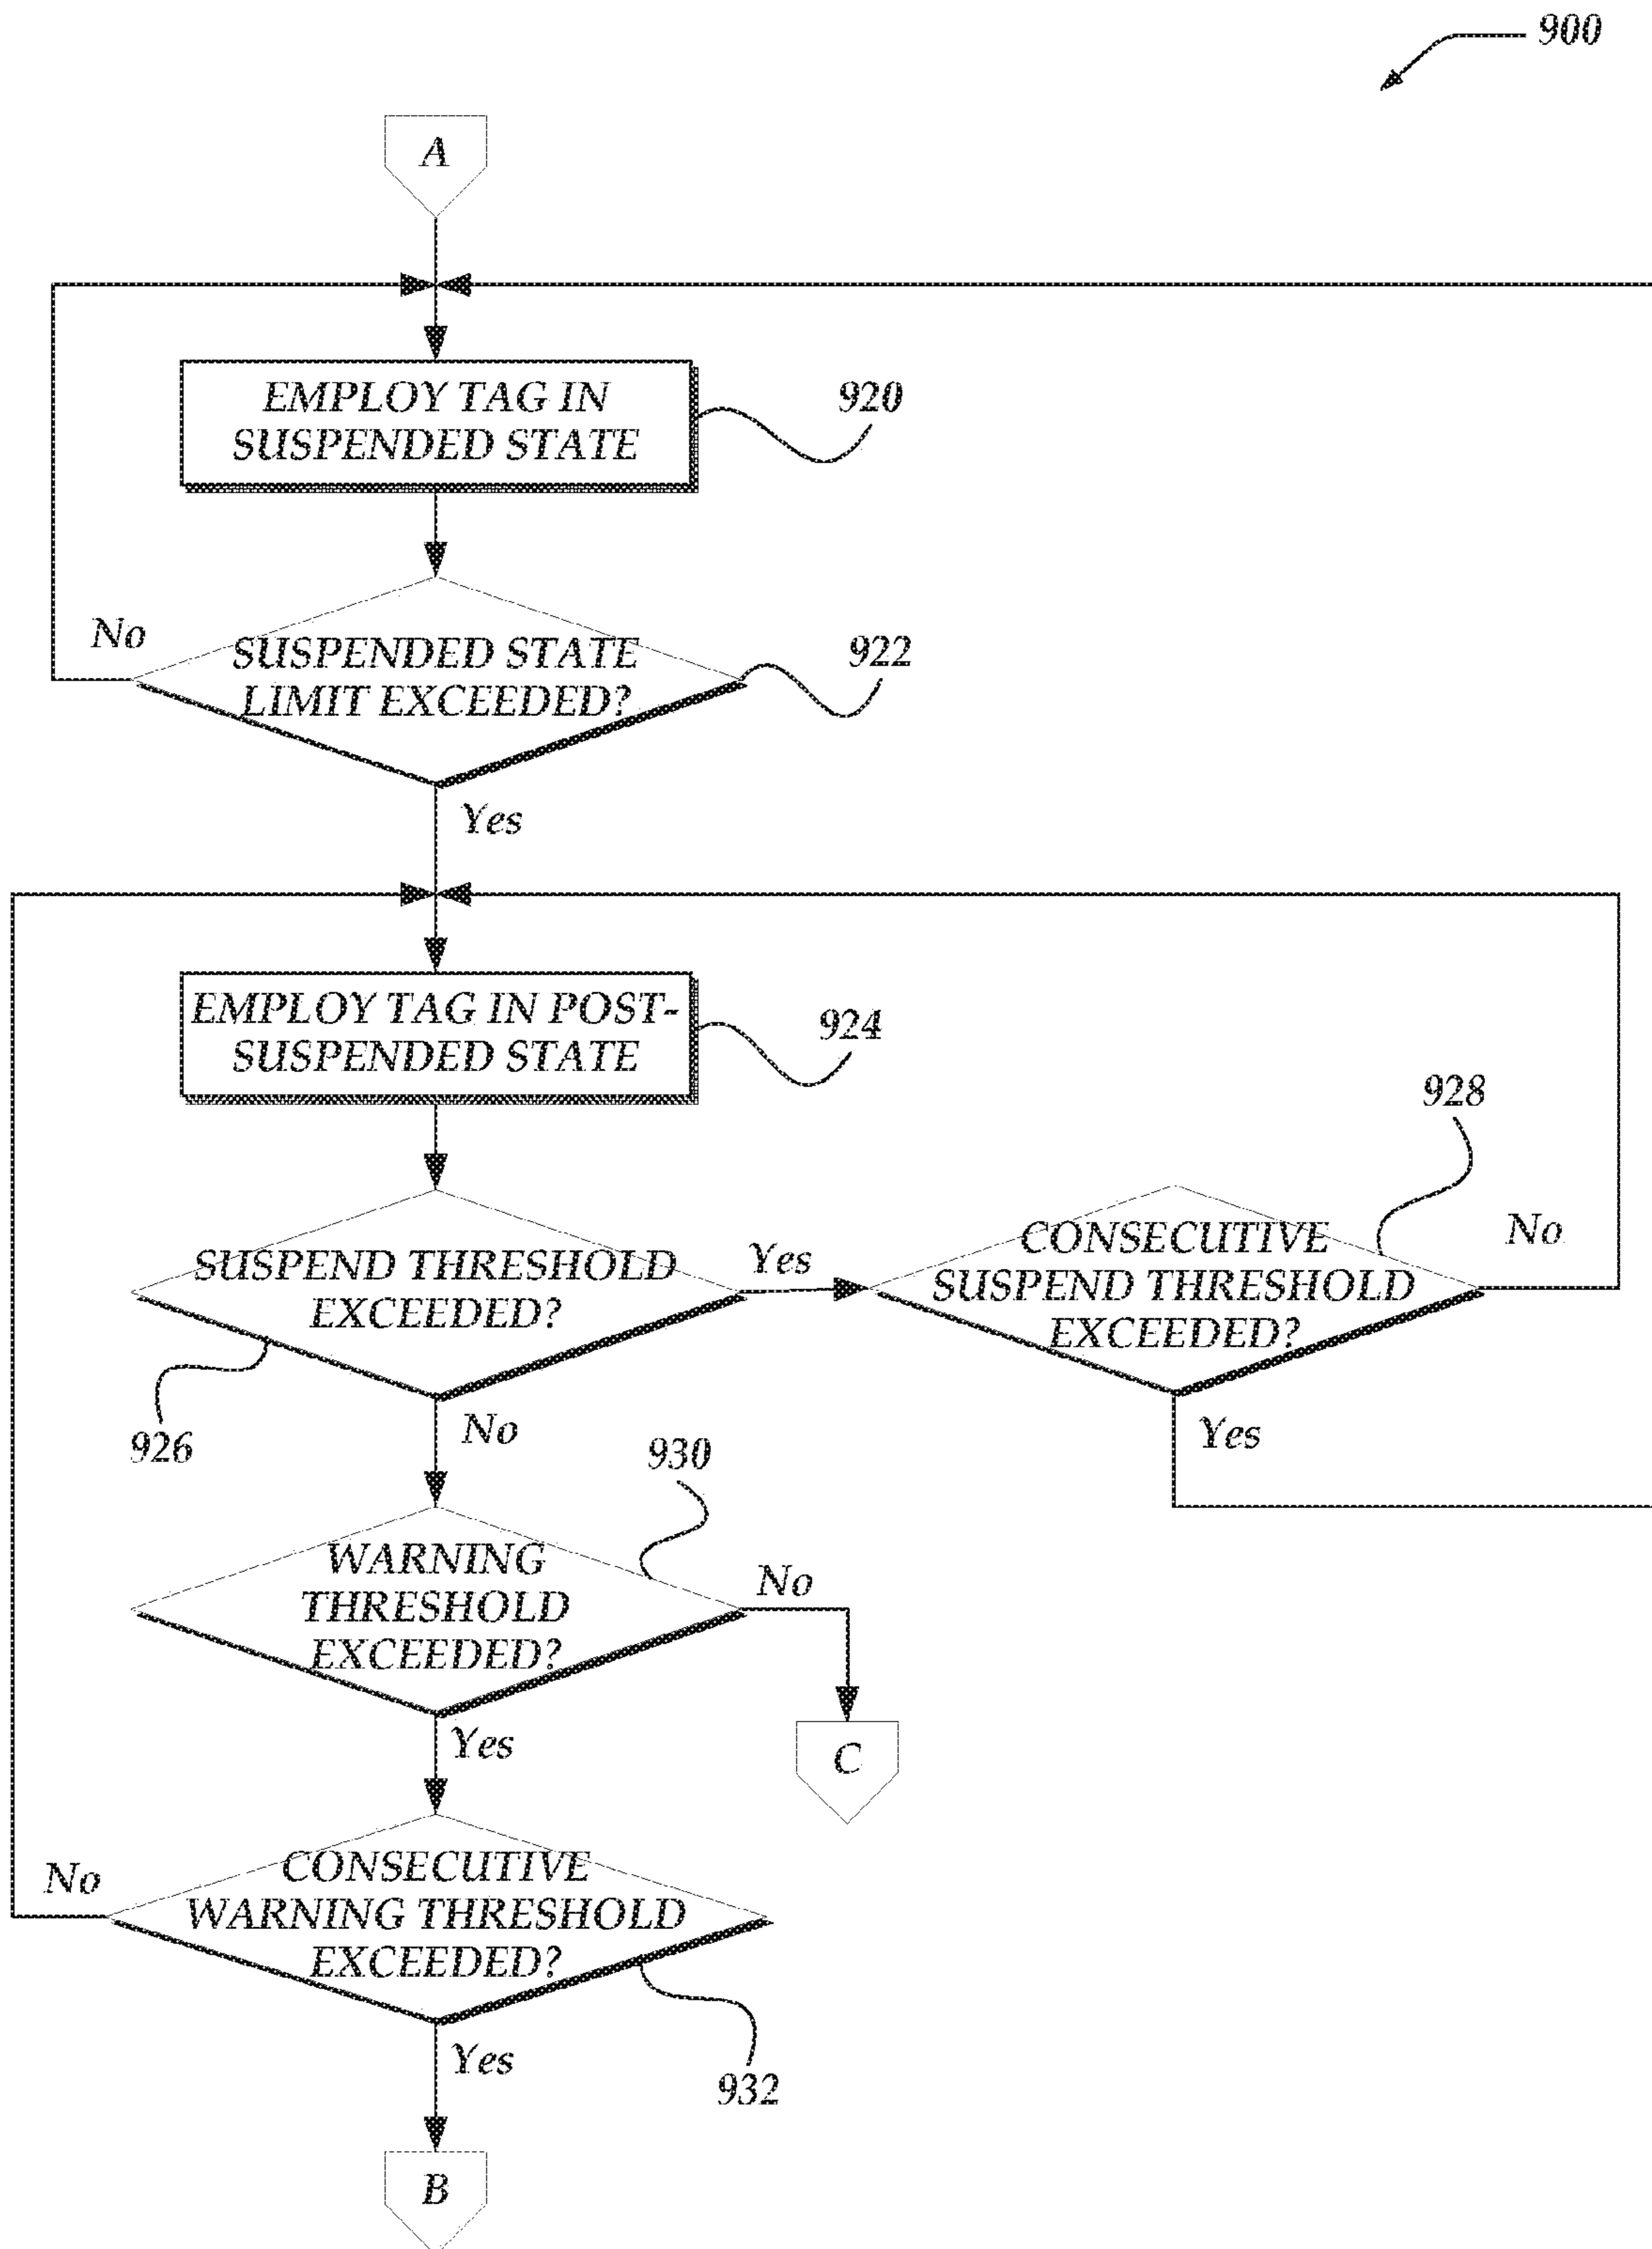 900
A
EMPLOY TAG IN
SUSPENDED STATE
920
No
SUSPENDED STATE
LIMIT EXCEEDED?
922
Yes
EMPLOY TAG IN POST-
SUSPENDED STATE
924
928
SUSPEND THRESHOLD
EXCEEDED?
Yes
CONSECUTIVE
SUSPEND THRESHOLD
EXCEEDED?
No
926
No
Yes
930
WARNING
THRESHOLD
EXCEEDED?
No
C
Yes
No
CONSECUTIVE
WARNING THRESHOLD
EXCEEDED?
Yes
932
B